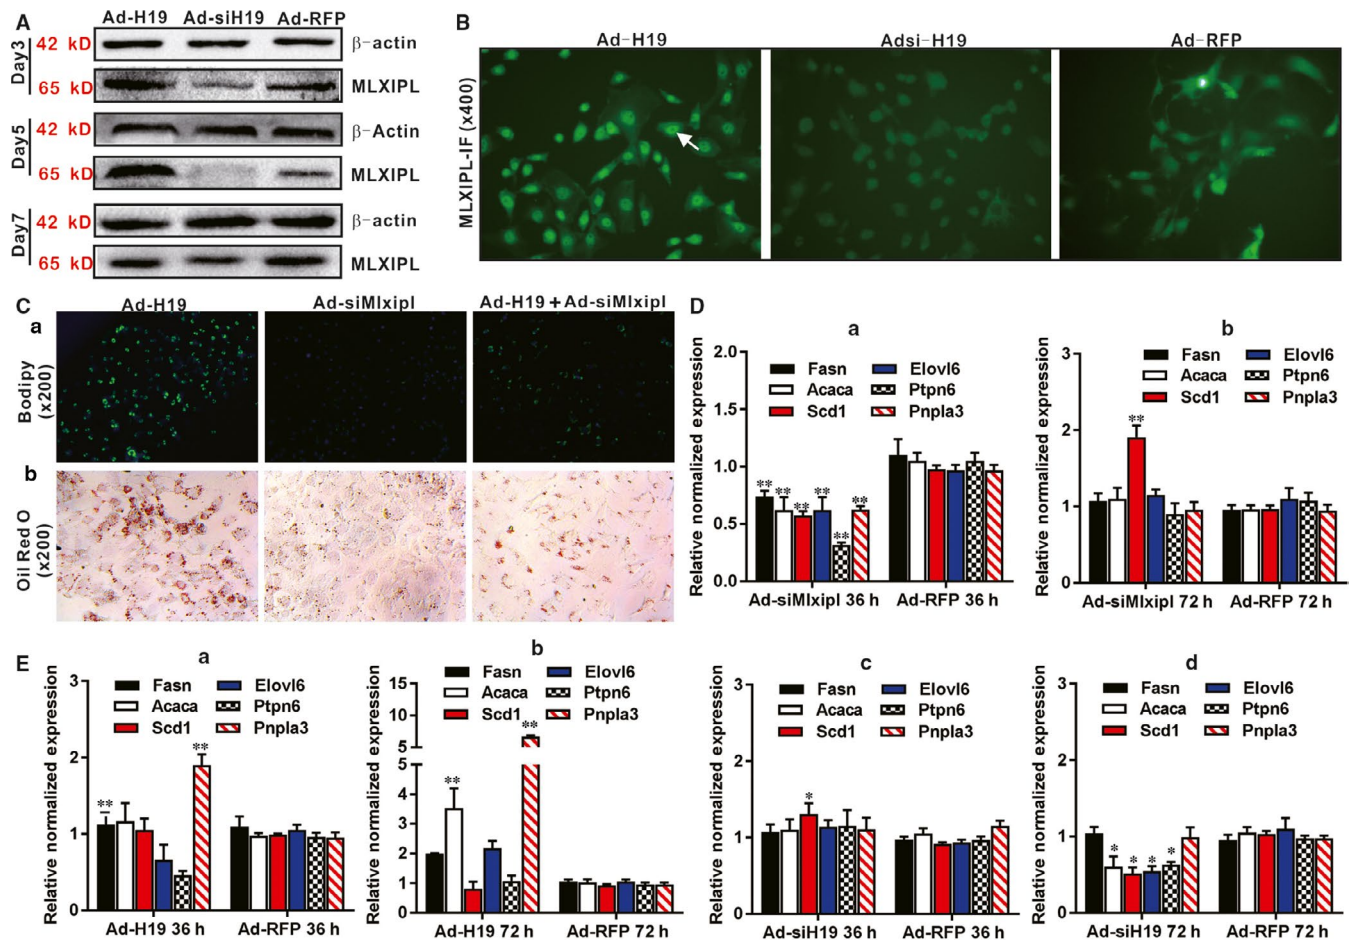 A
Ad-H19 Ad-siH19 Ad-RFP
Day3
42 kD β-actin
65 kD MLXIPL
Day5
42 kD β-Actin
65 kD MLXIPL
Day7
42 kD β-actin
65 kD MLXIPL
B
Ad-H19 Adsi-H19 Ad-RFP
MLXIPL-IF (x400)
C
Ad-H19 Ad-siMlxipl Ad-H19 + Ad-siMlxipl
a
Bodipy
(x200)
b
Oil Red O
(x200)
D
a
Relative normalized expression
2.0
1.5
1.0
0.5
0.0
Fasn Elovl6
Acaca Ptpn6
Scd1 Pnpla3
** ** ** ** ** **
Ad-siMlxipl 36 h Ad-RFP 36 h
b
Relative normalized expression
3
2
1
0
Fasn Elovl6
Acaca Ptpn6
Scd1 Pnpla3
**
Ad-siMlxipl 72 h Ad-RFP 72 h
E
a
Relative normalized expression
3
2
1
0
Fasn Elovl6
Acaca Ptpn6
Scd1 Pnpla3
** **
Ad-H19 36 h Ad-RFP 36 h
b
Relative normalized expression
15
10
5
5
4
3
2
1
0
Fasn Elovl6
Acaca Ptpn6
Scd1 Pnpla3
** **
Ad-H19 72 h Ad-RFP 72 h
c
Relative normalized expression
3
2
1
0
Fasn Elovl6
Acaca Ptpn6
Scd1 Pnpla3
*
Ad-siH19 36 h Ad-RFP 36 h
d
Relative normalized expression
3
2
1
0
Fasn Elovl6
Acaca Ptpn6
Scd1 Pnpla3
* * * *
Ad-siH19 72 h Ad-RFP 72 h